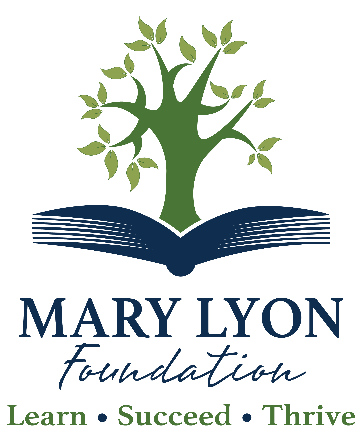 MARY LYON
Foundation
Learn • Succeed • Thrive